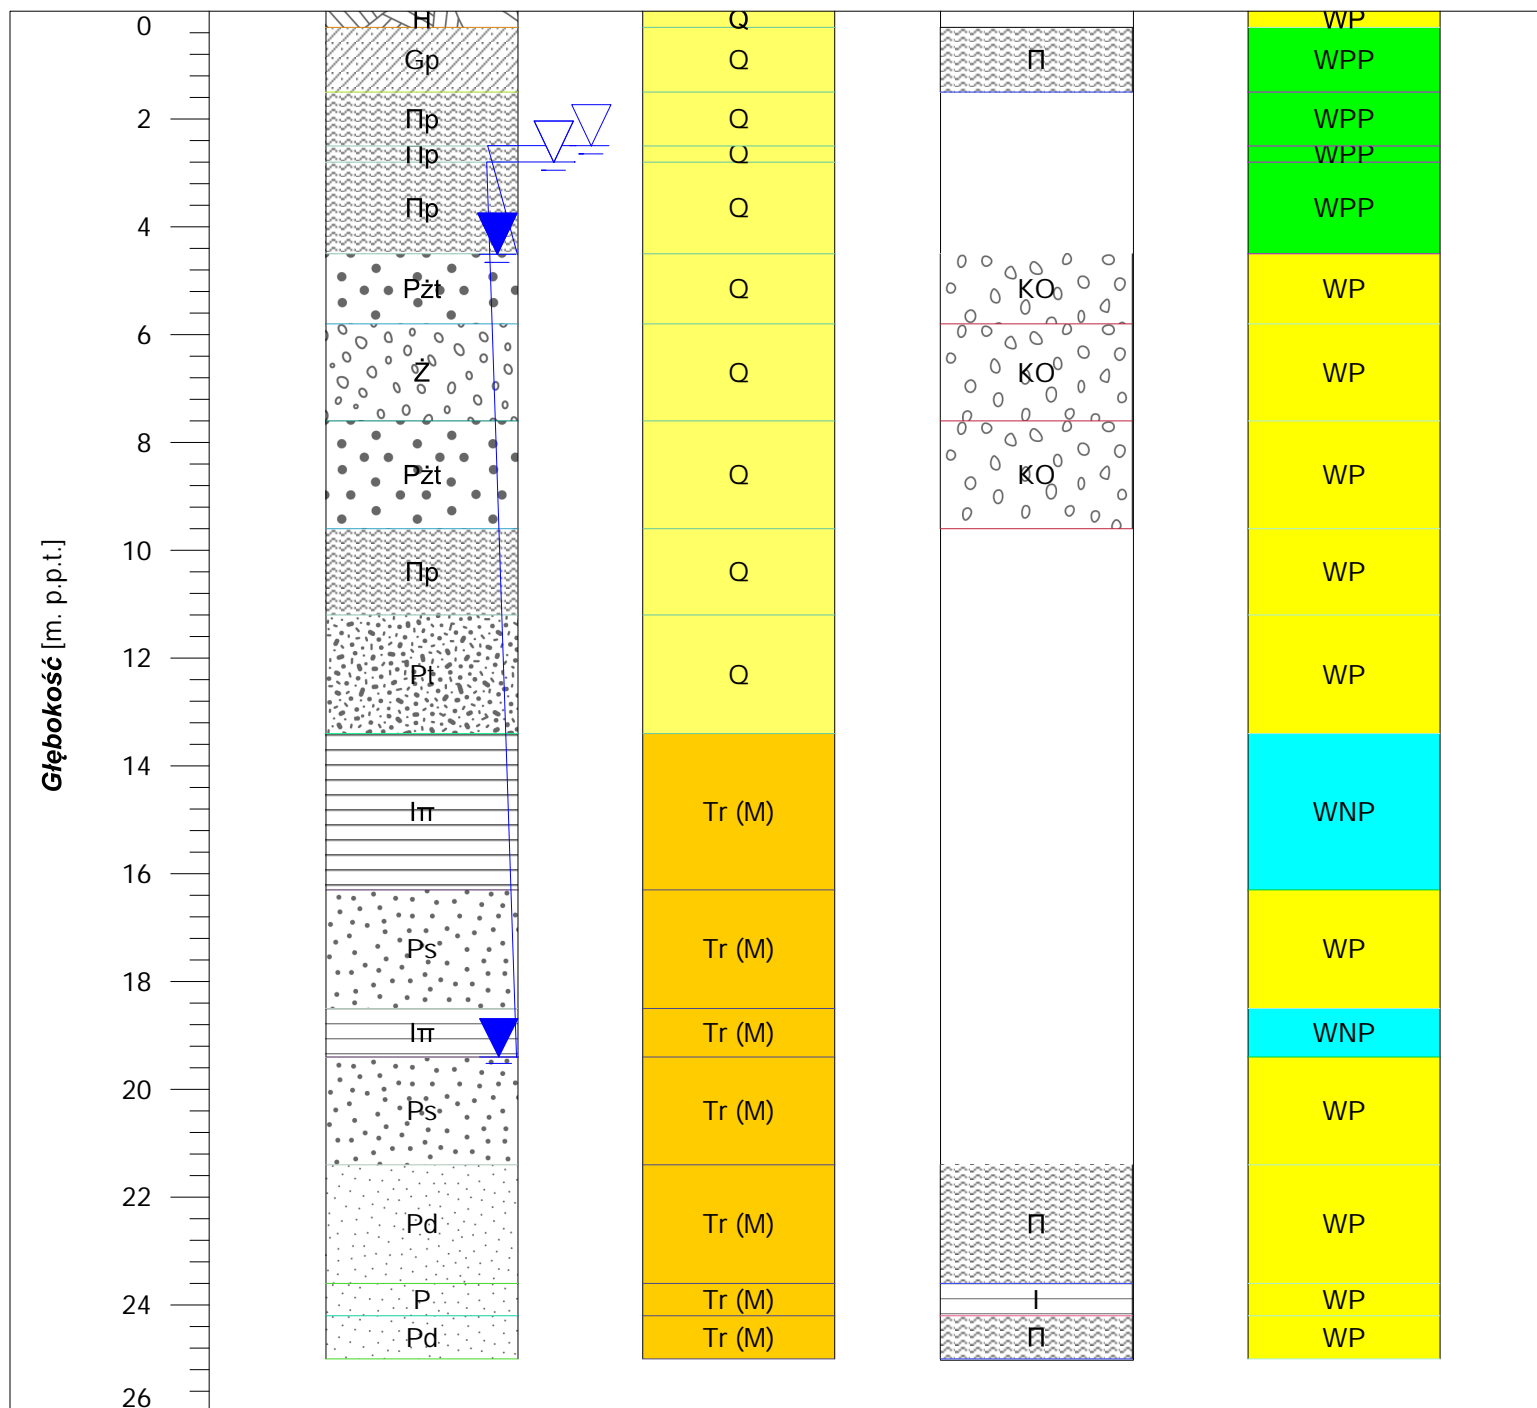 Głębokość [m. p.p.t.]
0
2
4
6
8
10
12
14
16
18
20
22
24
26
H Q WP
Gp Q Π WPP
Πp Q WPP
Πp Q WPP
Πp Q WPP
Pżt Q KO WP
Ż Q KO WP
Pżt Q KO WP
Πp Q WP
Pt Q WP
Iπ Tr (M) WNP
Ps Tr (M) WP
Iπ Tr (M) WNP
Ps Tr (M) WP
Pd Tr (M) Π WP
P Tr (M) I WP
Pd Tr (M) Π WP